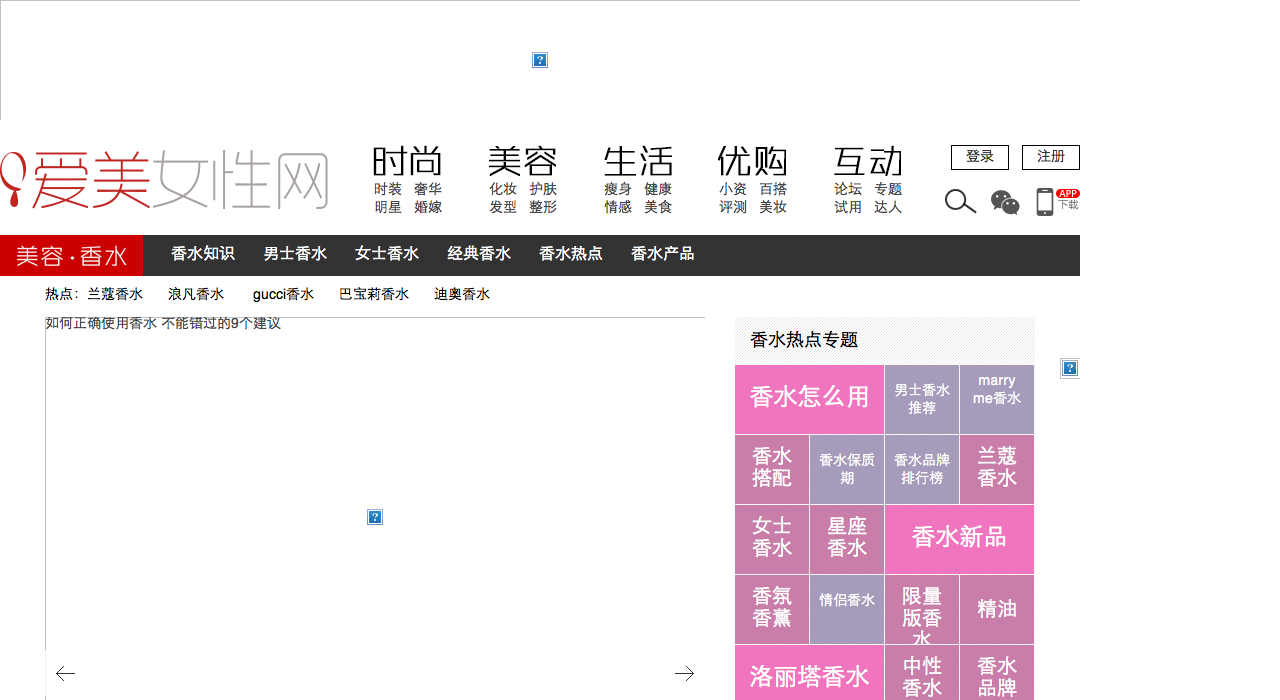 爱美女性网
时尚 美容 生活 优购 互动
登录 注册
时装 奢华 化妆 护肤 瘦身 健康 小资 百搭 论坛 专题
明星 婚嫁 发型 整形 情感 美食 评测 美妆 试用 达人
APP
下载
美容·香水 香水知识 男士香水 女士香水 经典香水 香水热点 香水产品
热点：兰蔻香水 浪凡香水 gucci香水 巴宝莉香水 迪奥香水
如何正确使用香水 不能错过的9个建议
香水热点专题
香水怎么用
男士香水
推荐
marry
me香水
香水
搭配
香水保质
期
香水品牌
排行榜
兰蔻
香水
女士
香水
星座
香水
香水新品
香氛
香薰
情侣香水
限量
版香
水
精油
洛丽塔香水
中性
香水
香水
品牌